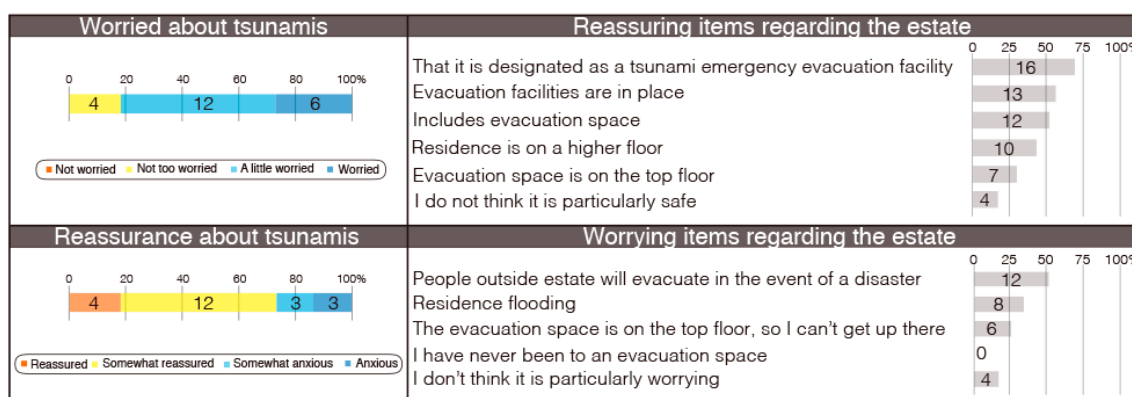 Worried about tsunamis
0 20 40 60 80 100%
4 12 6
Not worried Not too worried A little worried Worried
Reassuring items regarding the estate
0 25 50 75 100%
That it is designated as a tsunami emergency evacuation facility 16
Evacuation facilities are in place 13
Includes evacuation space 12
Residence is on a higher floor 10
Evacuation space is on the top floor 7
I do not think it is particularly safe 4
Reassurance about tsunamis
0 20 40 60 80 100%
4 12 3 3
Reassured Somewhat reassured Somewhat anxious Anxious
Worrying items regarding the estate
0 25 50 75 100%
People outside estate will evacuate in the event of a disaster 12
Residence flooding 8
The evacuation space is on the top floor, so I can't get up there 6
I have never been to an evacuation space 0
I don't think it is particularly worrying 4